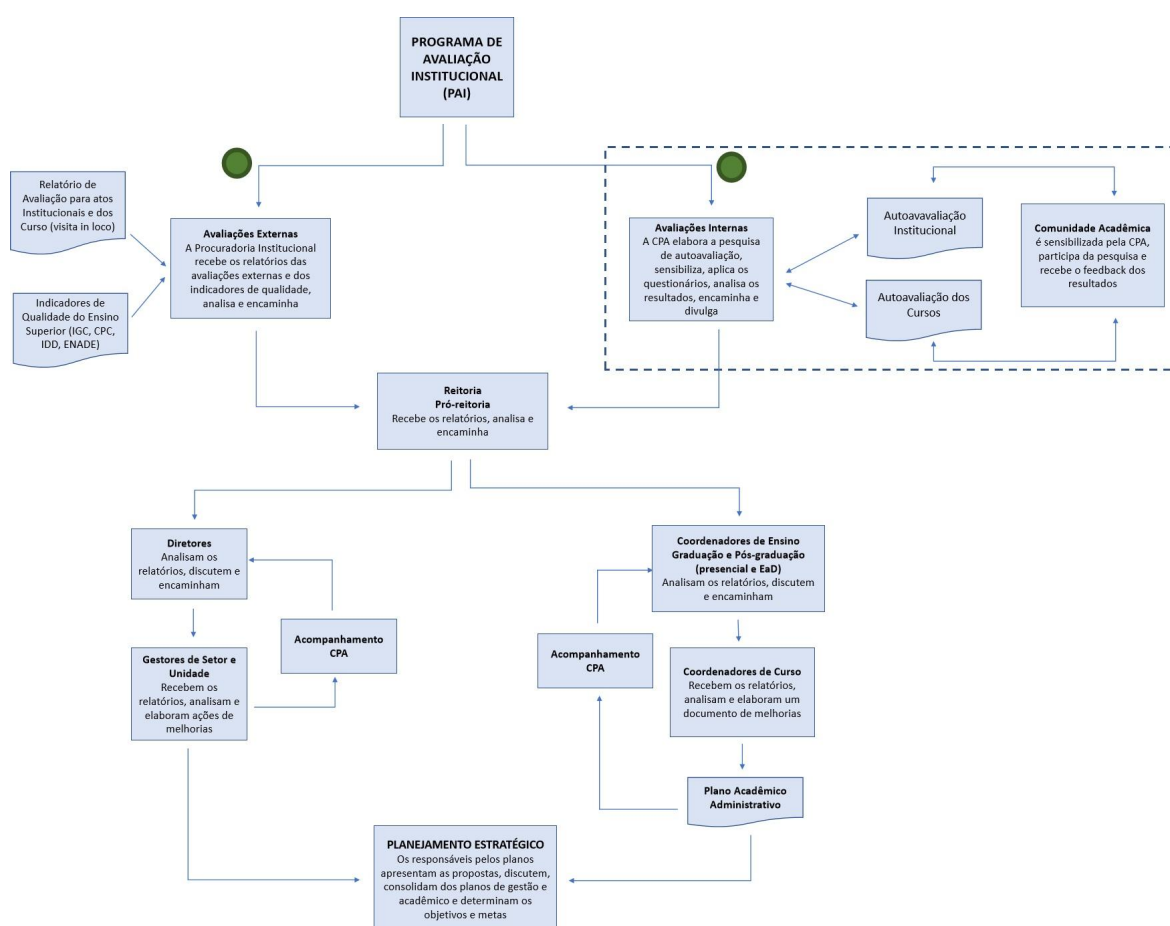 PROGRAMA DE
AVALIAÇÃO
INSTITUCIONAL
(PAI)
Relatório de
Avaliação para atos
Institucionais e dos
Curso (visita in loco)
Indicadores de
Qualidade do Ensino
Superior (IGC, CPC,
IDD, ENADE)
Avaliações Externas
A Procuradoria Institucional
recebe os relatórios das
avaliações externas e dos
indicadores de qualidade,
analisa e encaminha
Avaliações Internas
A CPA elabora a pesquisa
de autoavaliação,
sensibiliza, aplica os
questionários, analisa os
resultados, encaminha e
divulga
Autoavavaliação
Institucional
Autoavaliação dos
Cursos
Comunidade Acadêmica
é sensibilizada pela CPA,
participa da pesquisa e
recebe o feedback dos
resultados
Reitoria
Pró-reitoria
Recebe os relatórios, analisa e
encaminha
Diretores
Analisam os
relatórios, discutem e
encaminham
Gestores de Setor e
Unidade
Recebem os
relatórios, analisam e
elaboram ações de
melhorias
Acompanhamento
CPA
Acompanhamento
CPA
Coordenadores de Ensino
Graduação e Pós-graduação
(presencial e EaD)
Analisam os relatórios, discutem
e encaminham
Coordenadores de Curso
Recebem os relatórios,
analisam e elaboram um
documento de melhorias
Plano Acadêmico
Administrativo
PLANEJAMENTO ESTRATÉGICO
Os responsáveis pelos planos
apresentam as propostas, discutem,
consolidam dos planos de gestão e
acadêmico e determinam os
objetivos e metas